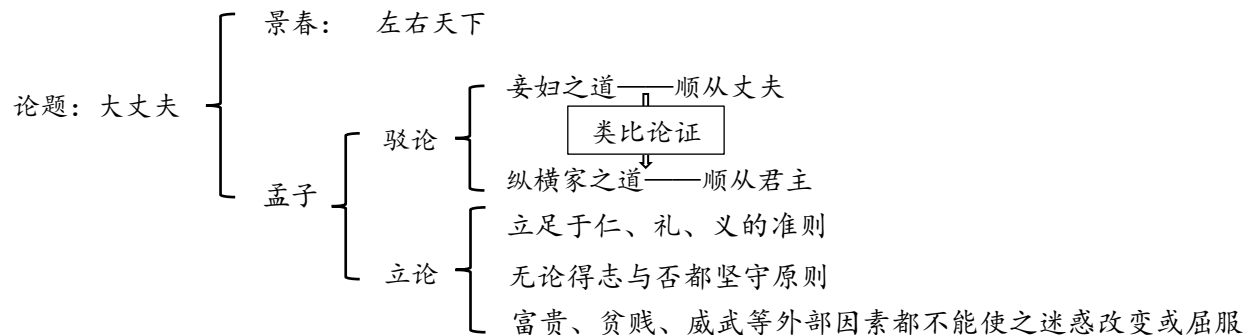 景春： 左右天下
论题：大丈夫
妾妇之道——顺从丈夫
驳论
类比论证
纵横家之道——顺从君主
孟子
立足于仁、礼、义的准则
立论
无论得志与否都坚守原则
富贵、贫贱、威武等外部因素都不能使之迷惑改变或屈服